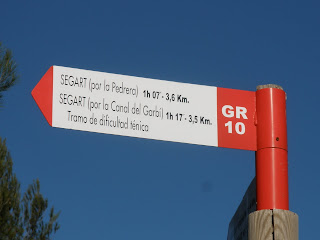 SEGART (por la Pedrera) 1h 07'- 3,6 Km.
SEGART (por la Canal del Garbí) 1h 17'- 3,5 Km.
Tramo de dificultad ténica
GR
10